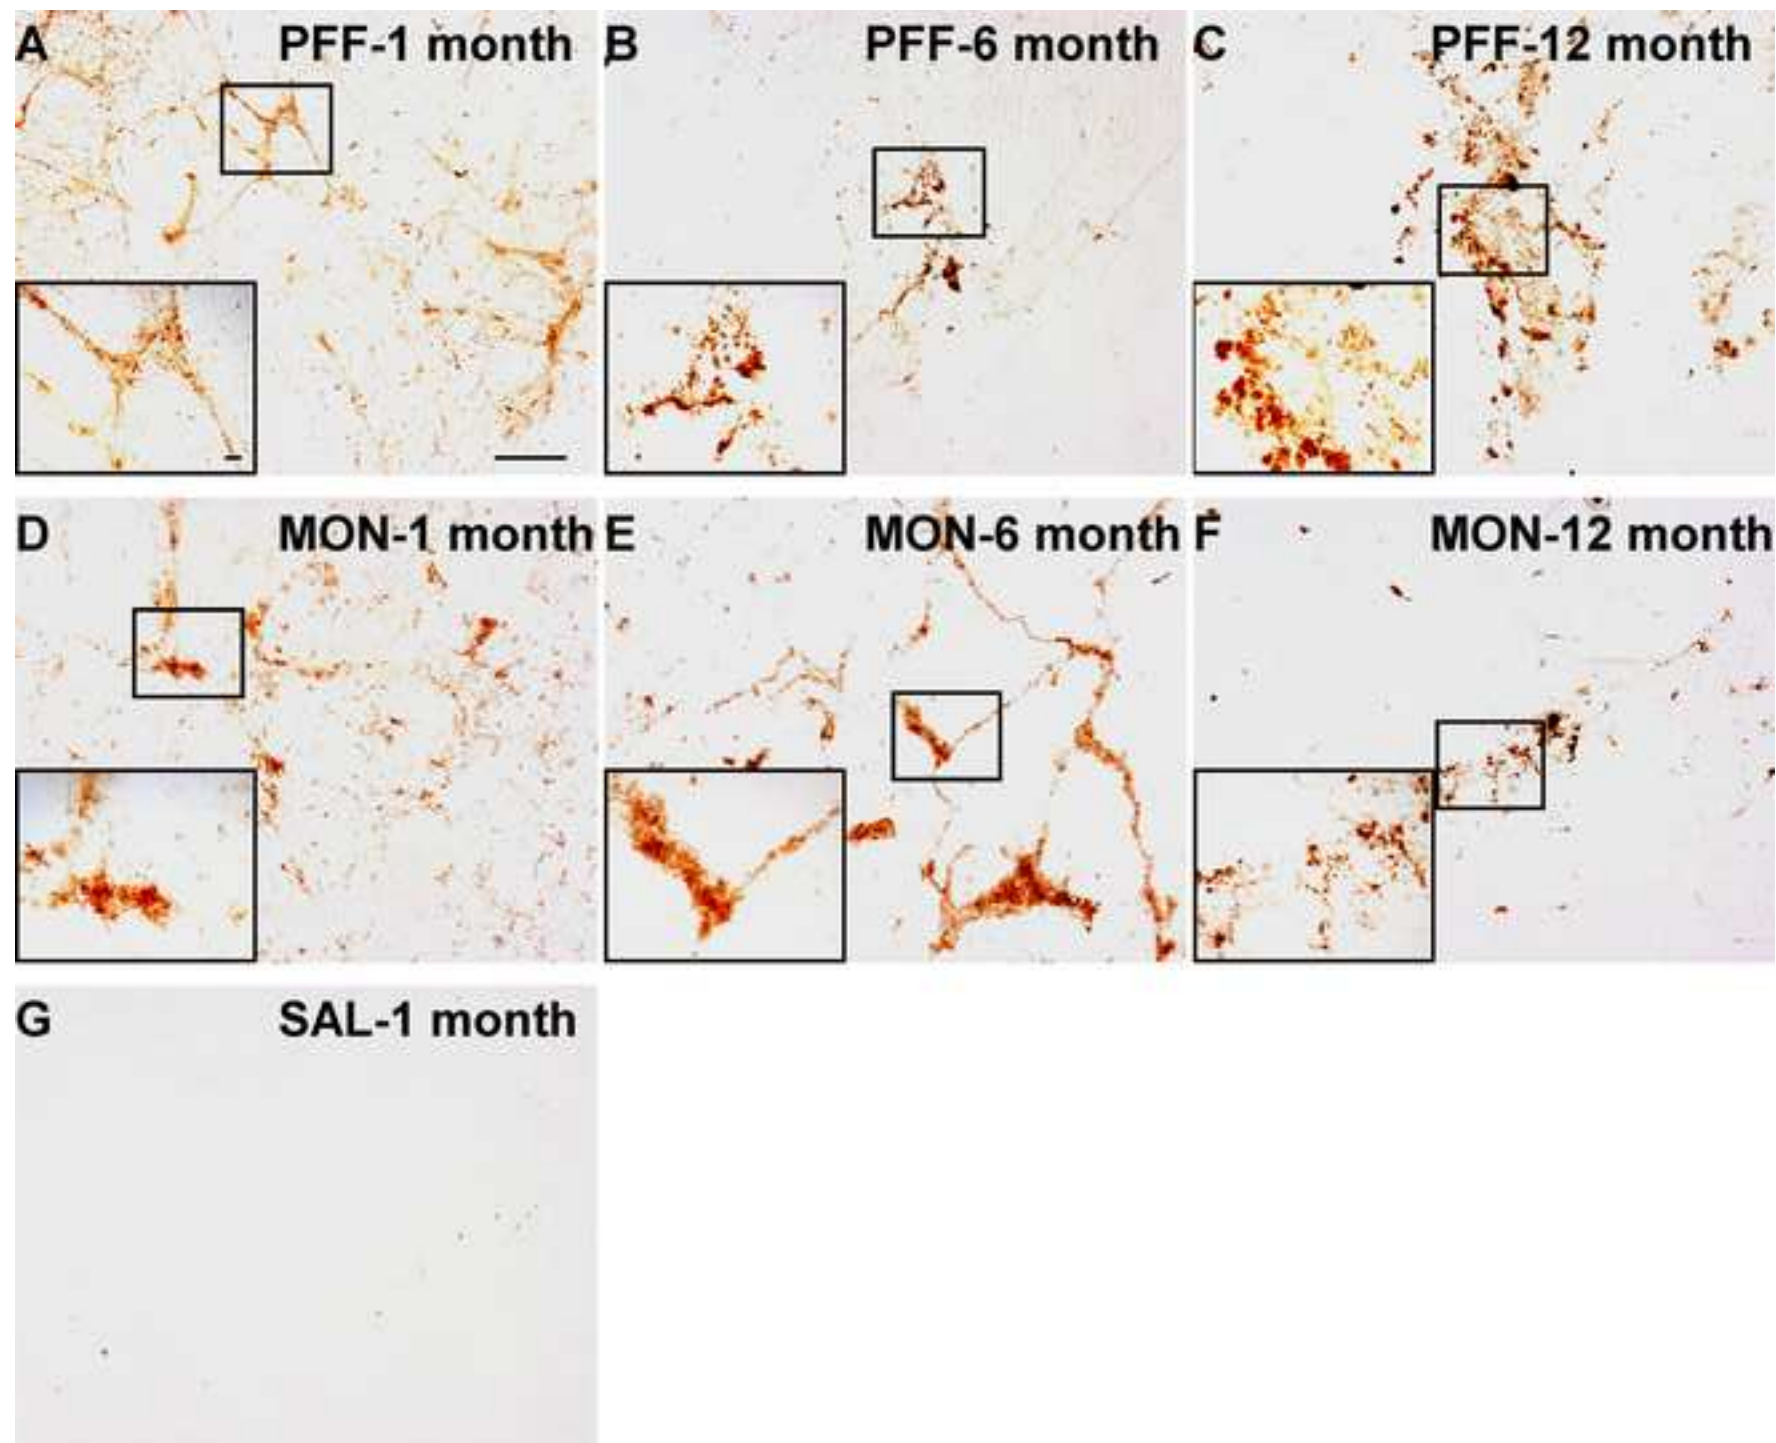 A PFF-1 month
B PFF-6 month
C PFF-12 month
D MON-1 month
E MON-6 month
F MON-12 month
G SAL-1 month